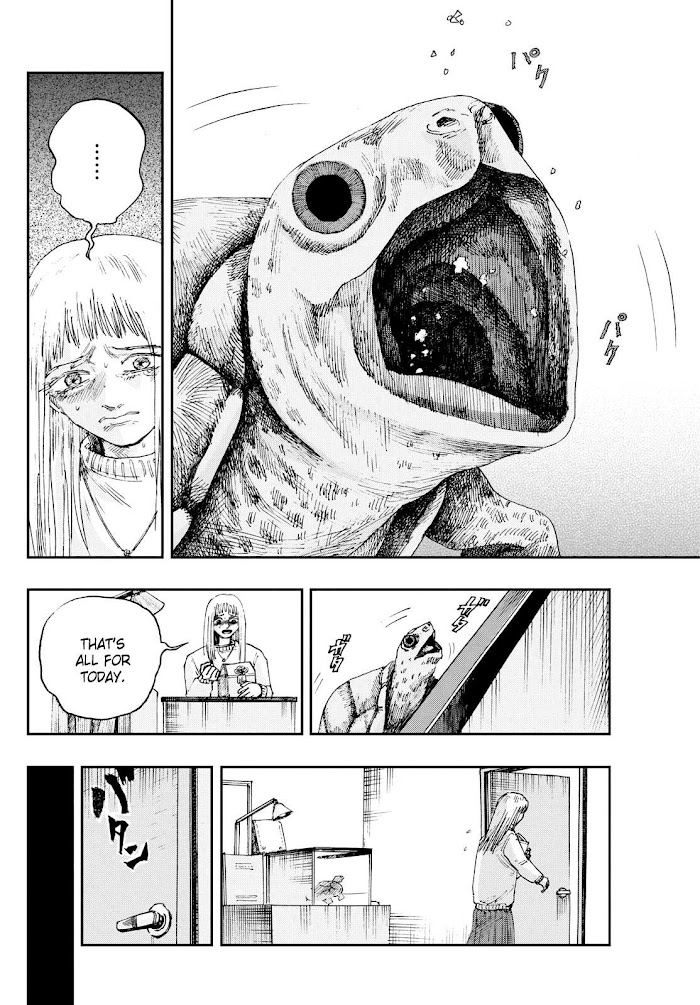 パク
パク
......
ガタ
ガタ
THAT'S
ALL FOR
TODAY.
バタン